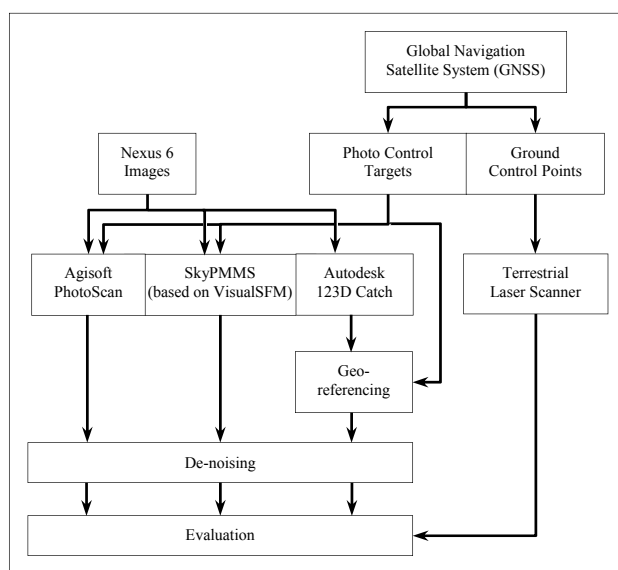 Global Navigation
Satellite System (GNSS)
Nexus 6
Images
Photo Control
Targets
Ground
Control Points
Agisoft
PhotoScan
SkyPMMS
(based on VisualSFM)
Autodesk
123D Catch
Terrestrial
Laser Scanner
Geo-
referencing
De-noising
Evaluation